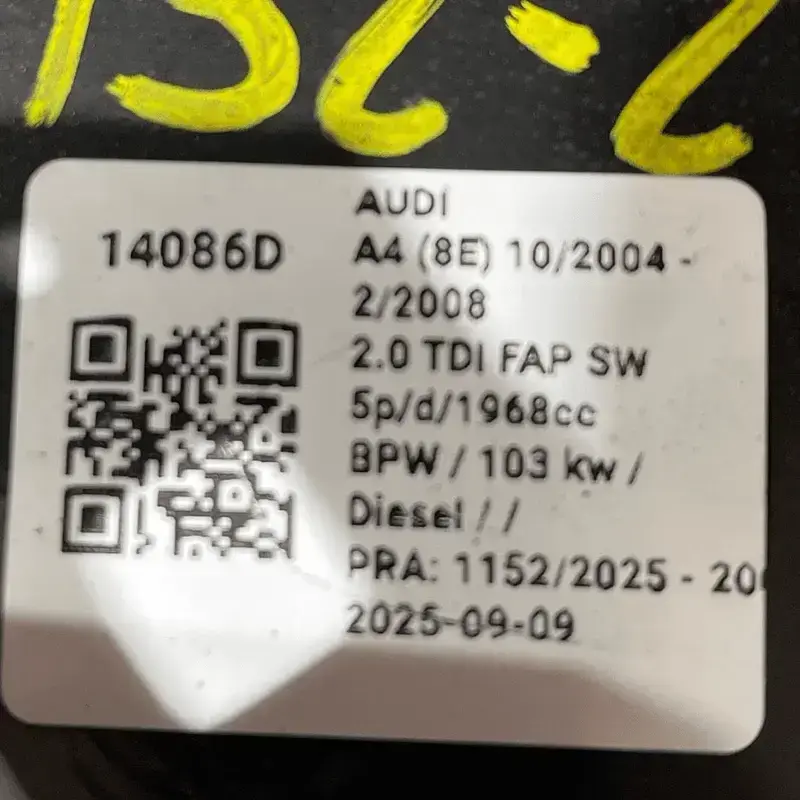 14086D
AUDI
A4 (8E) 10/2004 -
2/2008
2.0 TDI FAP SW
5p/d/1968cc
BPW / 103 kw /
Diesel / /
PRA: 1152/2025 - 20
2025-09-09